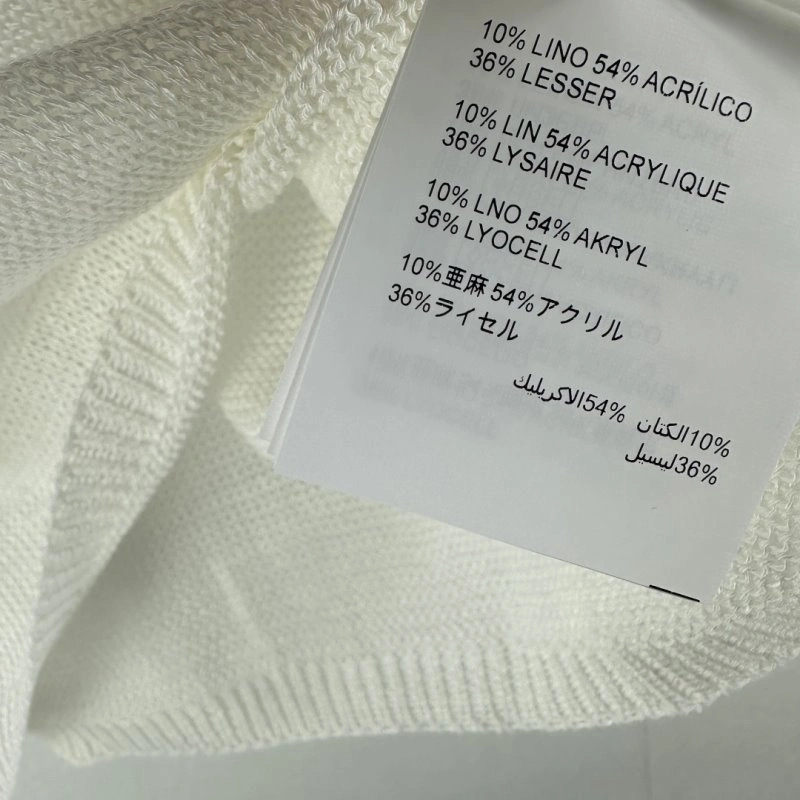 10% LINO 54% ACRÍLICO
36% LESSER
10% LIN 54% ACRYLIQUE
36% LYSAIRE
10% LNO 54% AKRYL
36% LYOCELL
10%亜麻 54%アクリル
36%ライセル
10%الكتان 54%الاكريليك
36%ليسيل